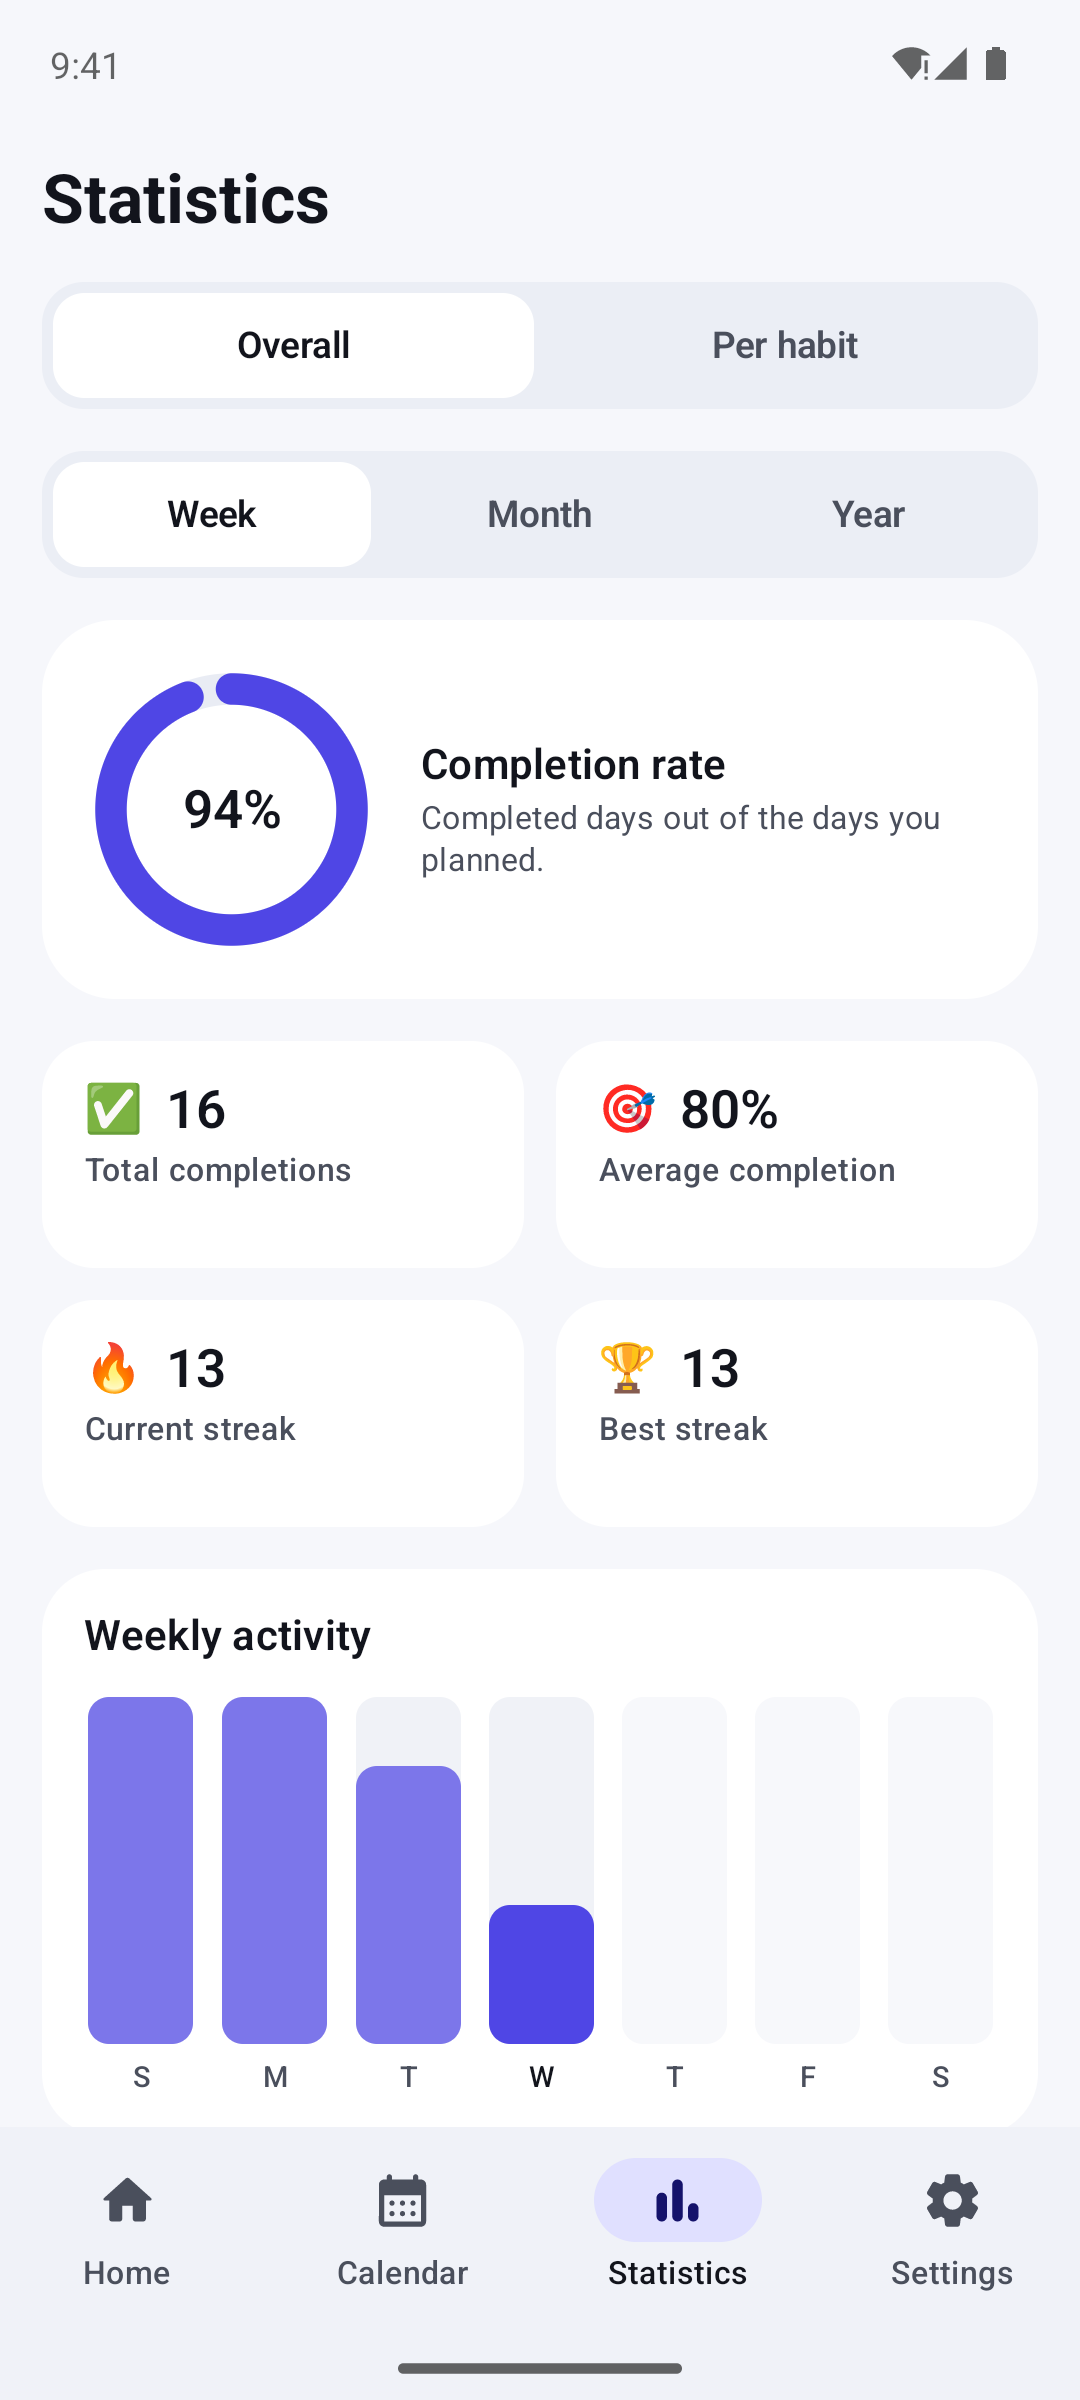 9:41
Statistics
Overall
Per habit
Week
Month
Year
94%
Completion rate
Completed days out of the days you
planned.
16
Total completions
80%
Average completion
13
Current streak
13
Best streak
Weekly activity
S M T W T F S
Home
Calendar
Statistics
Settings